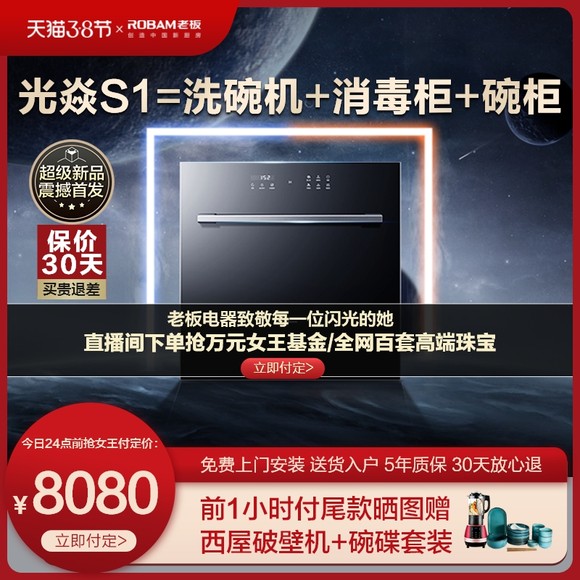 天猫3.8节 × ROBAM老板
创造中国新厨房
光焱S1=洗碗机+消毒柜+碗柜
超级新品
震撼首发
保价
30天
买贵退差
老板电器致敬每一位闪光的她
直播间下单抢万元女王基金/全网百套高端珠宝
立即付定>
今日24点前抢女王付定价:
¥8080
立即付定>
免费上门安装 送货入户 5年质保 30天放心退
前1小时付尾款晒图赠
西屋破壁机+碗碟套装